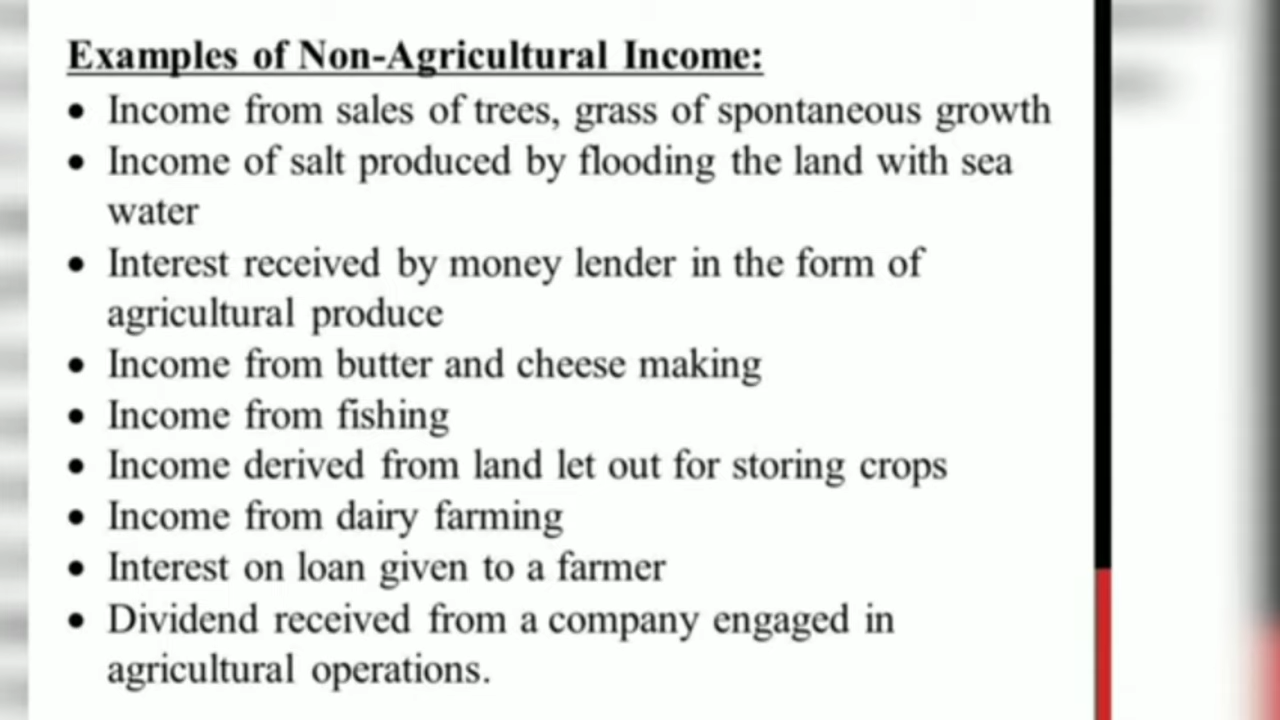 Examples of Non-Agricultural Income:
• Income from sales of trees, grass of spontaneous growth
• Income of salt produced by flooding the land with sea
water
• Interest received by money lender in the form of
agricultural produce
• Income from butter and cheese making
• Income from fishing
• Income derived from land let out for storing crops
• Income from dairy farming
• Interest on loan given to a farmer
• Dividend received from a company engaged in
agricultural operations.